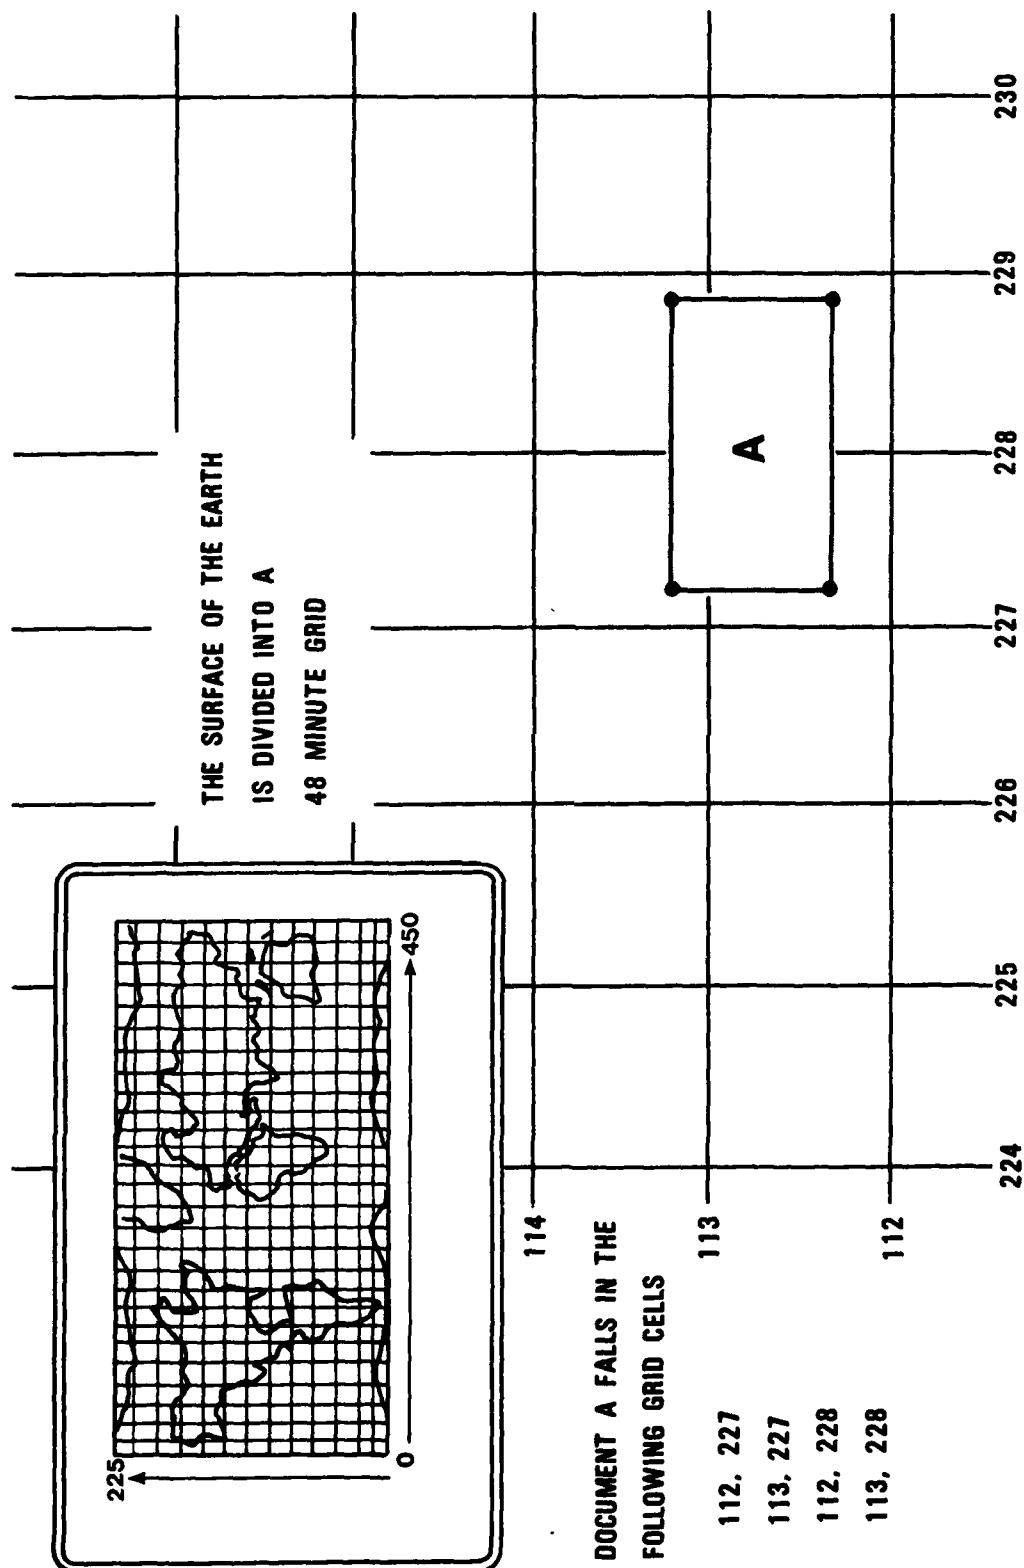 225
0
450
THE SURFACE OF THE EARTH
IS DIVIDED INTO A
48 MINUTE GRID
DOCUMENT A FALLS IN THE
FOLLOWING GRID CELLS
112, 227
113, 227
112, 228
113, 228
114
113
112
A
224
225
226
227
228
229
230